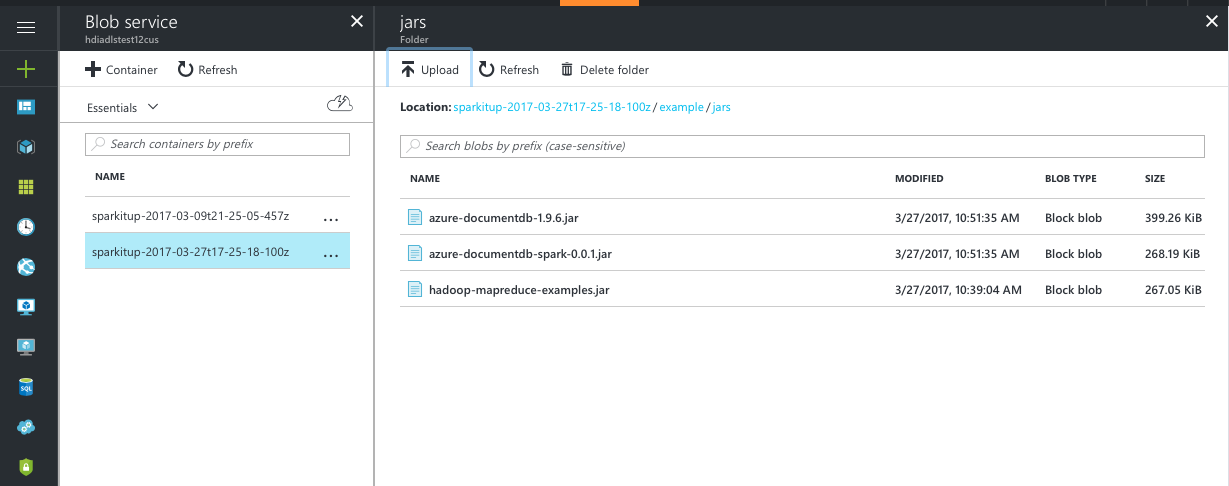 Blob service
hdiadlstest12cus
Container
Refresh
Essentials
Search containers by prefix
NAME
sparkitup-2017-03-09t21-25-05-457z ...
sparkitup-2017-03-27t17-25-18-100z ...
jars
Folder
Upload
Refresh
Delete folder
Location: sparkitup-2017-03-27t17-25-18-100z / example / jars
Search blobs by prefix (case-sensitive)
NAME MODIFIED BLOB TYPE SIZE
azure-documentdb-1.9.6.jar 3/27/2017, 10:51:35 AM Block blob 399.26 KiB
azure-documentdb-spark-0.0.1.jar 3/27/2017, 10:51:35 AM Block blob 268.19 KiB
hadoop-mapreduce-examples.jar 3/27/2017, 10:39:04 AM Block blob 267.05 KiB
SQL